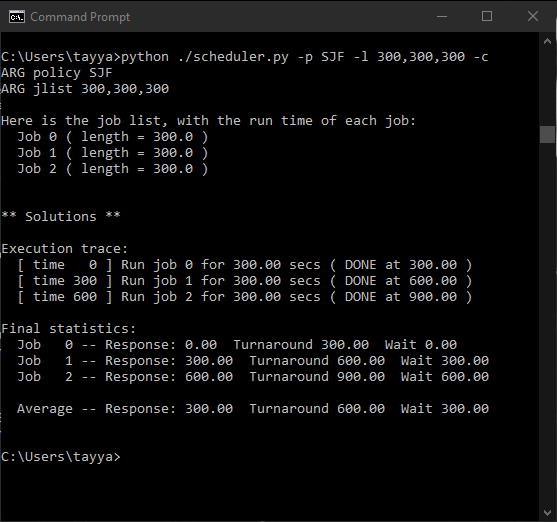 Command Prompt
C:\Users\tayya>python ./scheduler.py -p SJF -l 300,300,300 -c
ARG policy SJF
ARG jlist 300,300,300
Here is the job list, with the run time of each job:
Job 0 ( length = 300.0 )
Job 1 ( length = 300.0 )
Job 2 ( length = 300.0 )
** Solutions **
Execution trace:
[ time   0 ] Run job 0 for 300.00 secs ( DONE at 300.00 )
[ time 300 ] Run job 1 for 300.00 secs ( DONE at 600.00 )
[ time 600 ] Run job 2 for 300.00 secs ( DONE at 900.00 )
Final statistics:
Job   0 -- Response: 0.00  Turnaround 300.00  Wait 0.00
Job   1 -- Response: 300.00  Turnaround 600.00  Wait 300.00
Job   2 -- Response: 600.00  Turnaround 900.00  Wait 600.00
Average -- Response: 300.00  Turnaround 600.00  Wait 300.00
C:\Users\tayya>